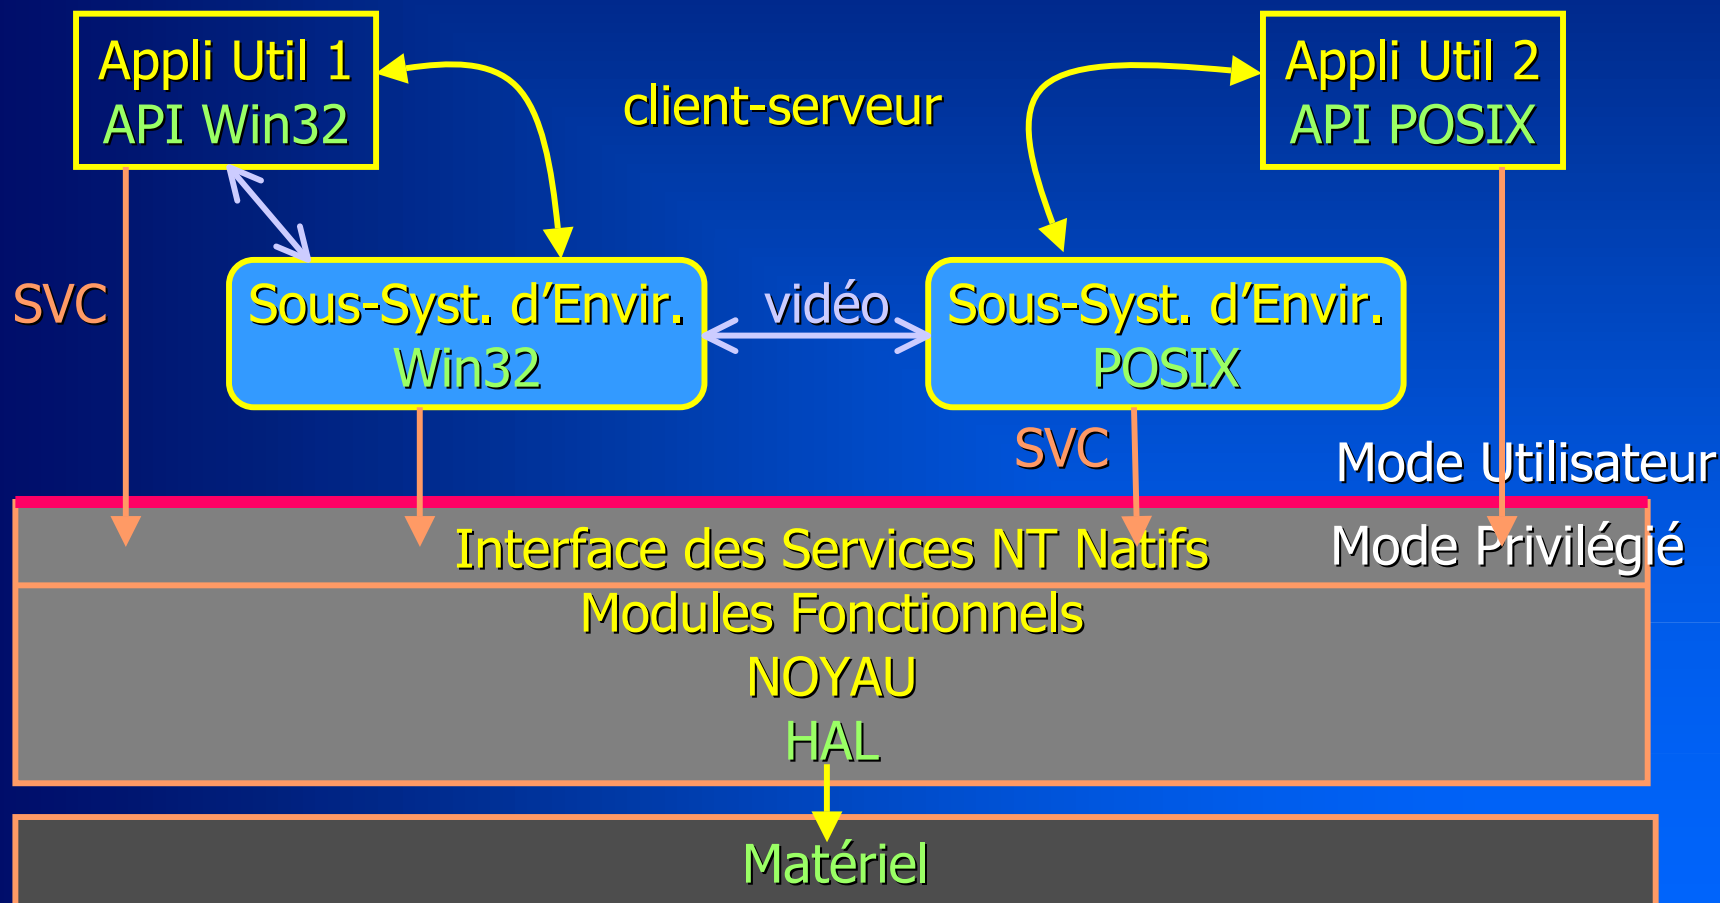 Appli Util 1
API Win32
client-serveur
Appli Util 2
API POSIX
SVC
Sous-Syst. d’Envir.
Win32
vidéo
Sous-Syst. d’Envir.
POSIX
SVC
Mode Utilisateur
Interface des Services NT Natifs
Mode Privilégié
Modules Fonctionnels
NOYAU
HAL
Matériel